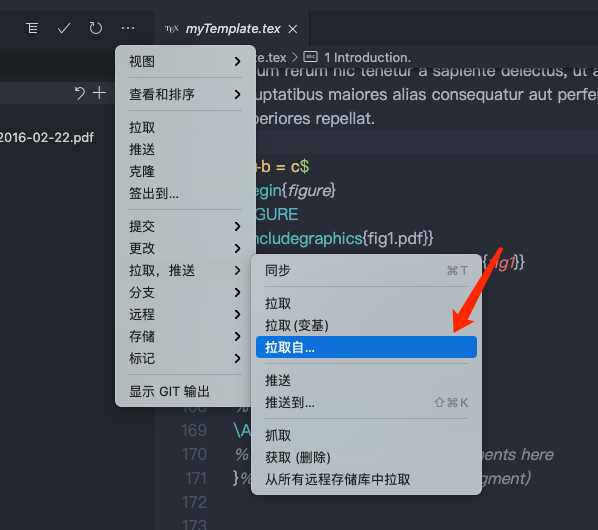 TEX myTemplate.tex
te.tex > abc 1 Introduction.
um rerum hic tenetur a sapiente delectus, ut a
uptatibus maiores alias consequatur aut perfer
periores repellat.
2016-02-22.pdf
b = c$
egin{figure}
GURE
ncludegraphics{fig1.pdf}}
{fig1}}
视图
查看和排序
拉取
推送
克隆
签出到...
提交
更改
拉取，推送
分支
远程
存储
标记
显示 GIT 输出
同步 ⌘T
拉取
拉取 (变基)
拉取自...
推送
推送到... ⇧⌘K
抓取
获取 (删除)
从所有远程存储库中拉取
168 %
169 \A
170 % ments here
171 }% gment)
172
173